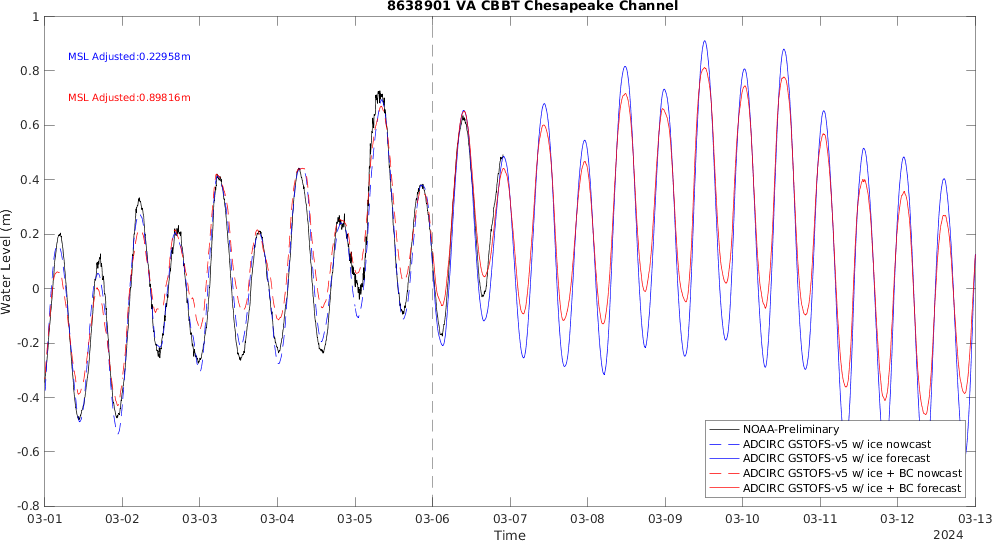 8638901 VA CBBT Chesapeake Channel
MSL Adjusted:0.22958m
MSL Adjusted:0.89816m
Water Level (m)
1
0.8
0.6
0.4
0.2
0
-0.2
-0.4
-0.6
-0.8
NOAA-Preliminary
ADCIRC GSTOFS-v5 w/ ice nowcast
ADCIRC GSTOFS-v5 w/ ice forecast
ADCIRC GSTOFS-v5 w/ ice + BC nowcast
ADCIRC GSTOFS-v5 w/ ice + BC forecast
03-01 03-02 03-03 03-04 03-05 03-06 03-07 03-08 03-09 03-10 03-11 03-12 03-13
Time
2024